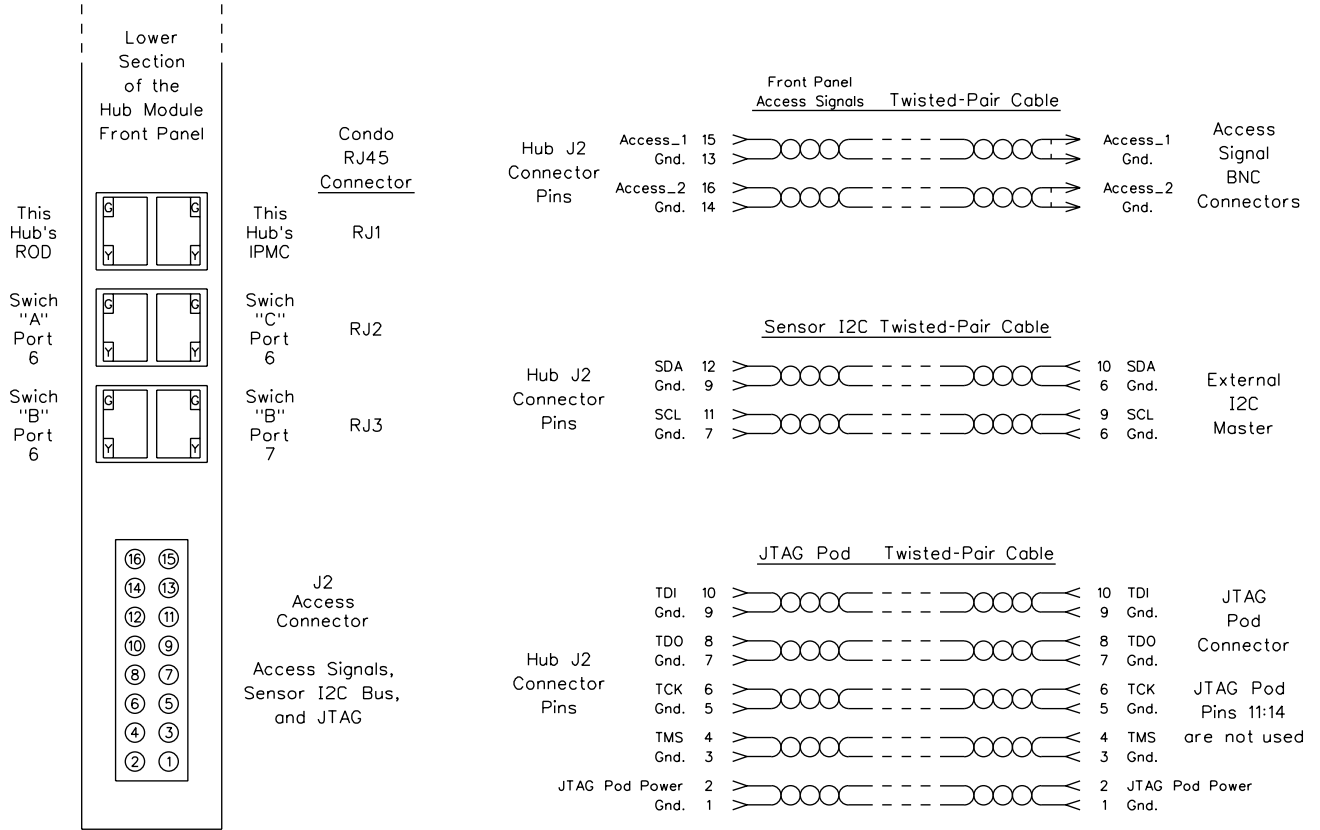 Lower
Section
of the
Hub Module
Front Panel
Condo
RJ45
Connector
This
Hub's
ROD
G
G
Y
Y
This
Hub's
IPMC
RJ1
Swich
"A"
Port
6
G
G
Y
Y
Swich
"C"
Port
6
RJ2
Swich
"B"
Port
6
G
G
Y
Y
Swich
"B"
Port
7
RJ3
16 15
14 13
12 11
10 9
8 7
6 5
4 3
2 1
J2
Access
Connector
Access Signals,
Sensor I2C Bus,
and JTAG
Front Panel
Access Signals Twisted-Pair Cable
Hub J2
Connector
Pins
Access_1 15 Access_1
Gnd. 13 Gnd.
Access_2 16 Access_2
Gnd. 14 Gnd.
Access
Signal
BNC
Connectors
Sensor I2C Twisted-Pair Cable
Hub J2
Connector
Pins
SDA 12 10 SDA
Gnd. 9 6 Gnd.
SCL 11 9 SCL
Gnd. 7 6 Gnd.
External
I2C
Master
JTAG Pod Twisted-Pair Cable
Hub J2
Connector
Pins
TDI 10 10 TDI
Gnd. 9 9 Gnd.
TDO 8 8 TDO
Gnd. 7 7 Gnd.
TCK 6 6 TCK
Gnd. 5 5 Gnd.
TMS 4 4 TMS
Gnd. 3 3 Gnd.
JTAG Pod Power 2 2 JTAG Pod Power
Gnd. 1 1 Gnd.
JTAG
Pod
Connector
JTAG Pod
Pins 11:14
are not used